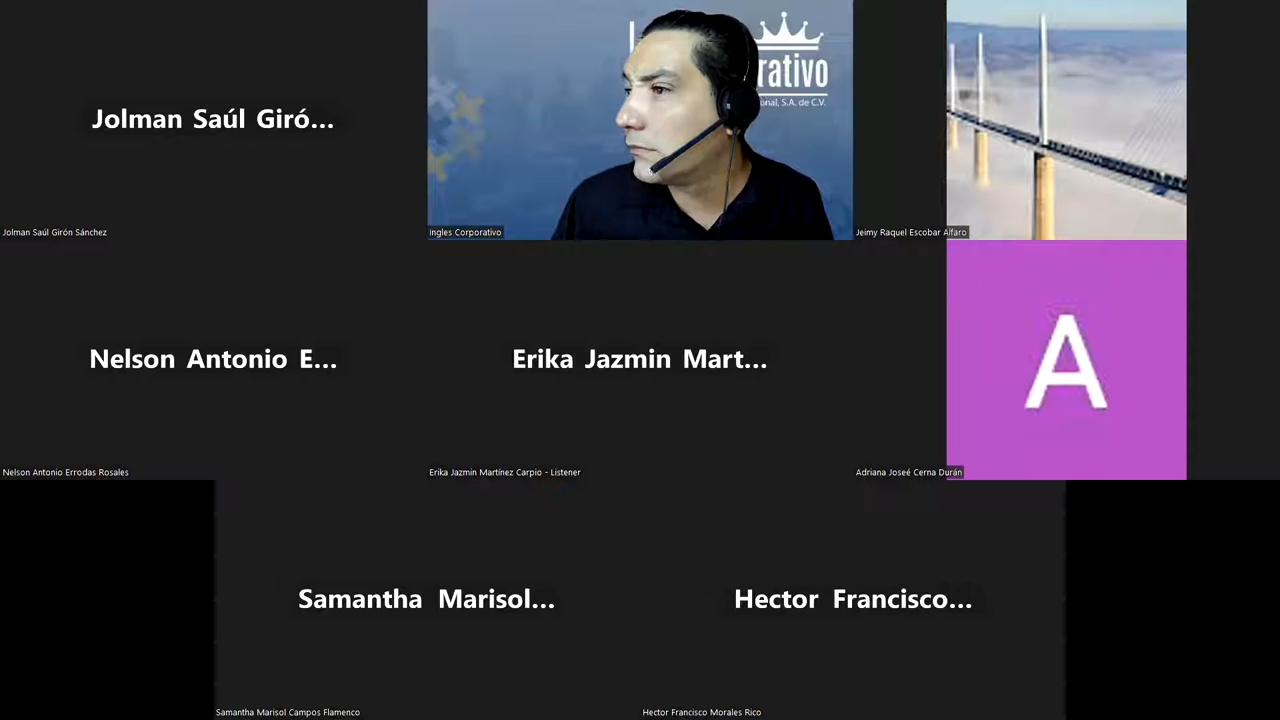 Jolman Saúl Giró...
Jolman Saúl Girón Sánchez
rativo
onal, S.A. de C.V.
Ingles Corporativo
Jeimy Raquel Escobar Alfaro
Nelson Antonio E...
Nelson Antonio Errodas Rosales
Erika Jazmin Mart...
Erika Jazmin Martínez Carpio - Listener
A
Adriana Joseé Cerna Durán
Samantha Marisol...
Samantha Marisol Campos Flamenco
Hector Francisco...
Hector Francisco Morales Rico